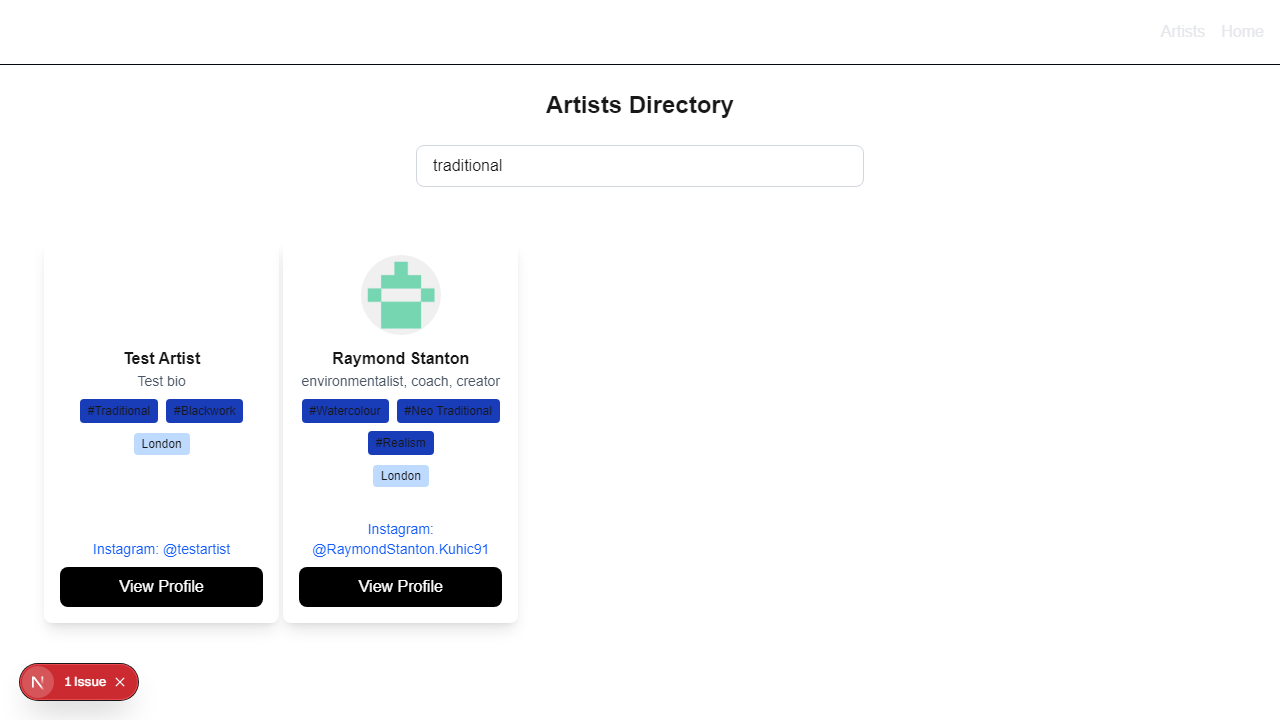 Artists Home
Artists Directory
traditional
Test Artist
Test bio
#Traditional #Blackwork
London
Instagram: @testartist
View Profile
Raymond Stanton
environmentalist, coach, creator
#Watercolour #Neo Traditional
#Realism
London
Instagram:
@RaymondStanton.Kuhic91
View Profile
N 1 Issue